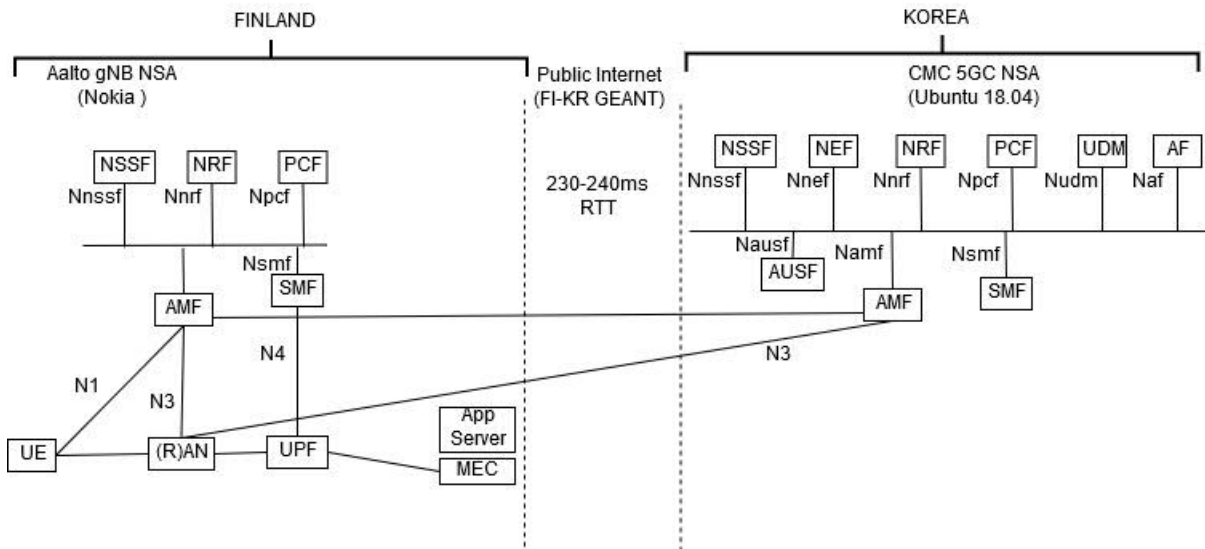 FINLAND
KOREA
Aalto gNB NSA
(Nokia )
Public Internet
(FI-KR GEANT)
CMC 5GC NSA
(Ubuntu 18.04)
NSSF
NRF
PCF
Nnssf
Nnrf
Npcf
230-240ms
RTT
NSSF
NEF
NRF
PCF
UDM
AF
Nnssf
Nnef
Nnrf
Npcf
Nudm
Naf
Nsmf
SMF
AMF
Nausf
Namf
Nsmf
AUSF
AMF
SMF
N1
N3
N4
N3
UE
(R)AN
UPF
App
Server
MEC